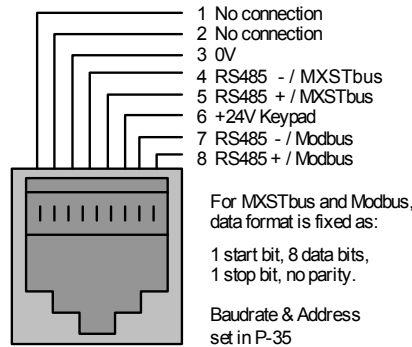 1 No connection
2 No connection
3 0V
4 RS485 - / MXSTbus
5 RS485 + / MXSTbus
6 +24V Keypad
7 RS485 - / Modbus
8 RS485 + / Modbus
For MXSTbus and Modbus,
data format is fixed as:
1 start bit, 8 data bits,
1 stop bit, no parity.
Baudrate & Address
set in P-35